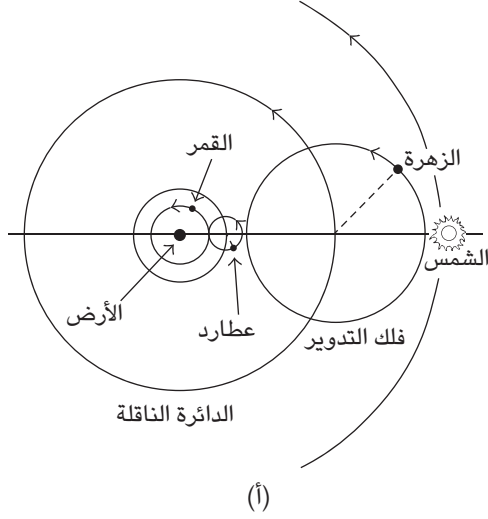 القمر
الزهرة
الشمس
الأرض
عطارد
فلك التدوير
الدائرة الناقلة
(أ)